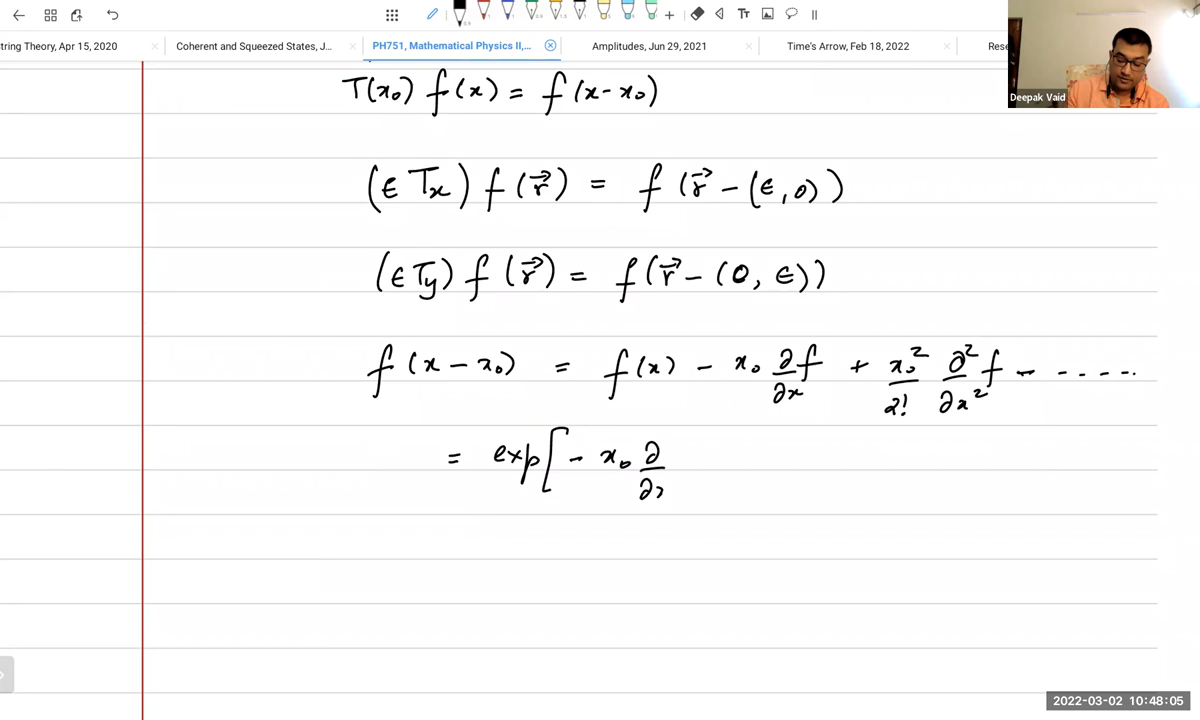 tring Theory, Apr 15, 2020 Coherent and Squeezed States, J... PH751, Mathematical Physics II,... Amplitudes, Jun 29, 2021 Time's Arrow, Feb 18, 2022 Rese
Deepak Vaid
T(x₀) f(x) = f(x-x₀)
(ϵ Tx) f(r⃗) = f(r⃗ - (ϵ, 0))
(ϵ Ty) f(r⃗) = f(r⃗ - (0, ϵ))
f(x - x₀) = f(x) - x₀ ∂f/∂x + x₀²/2! ∂²/∂x² f - - - - - -
= exp[- x₀ ∂/∂
2022-03-02 10:48:05